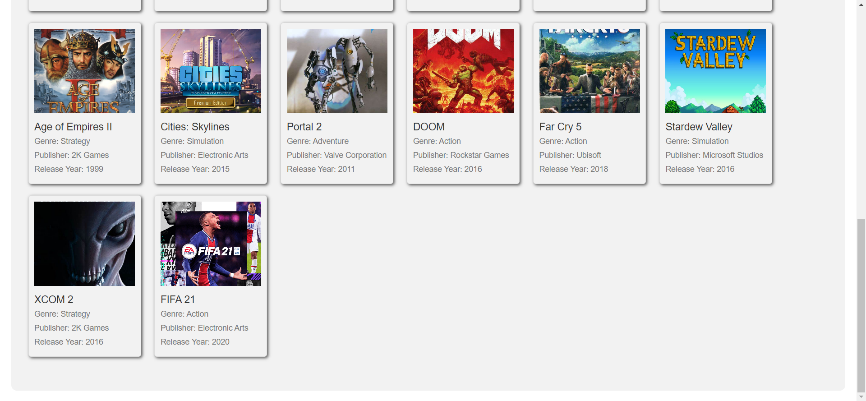 AGE
II
EMPIRES
Age of Empires II
Genre: Strategy
Publisher: 2K Games
Release Year: 1999
CITIES
SKYLINES
Cities: Skylines
Genre: Simulation
Publisher: Electronic Arts
Release Year: 2015
Portal 2
Genre: Adventure
Publisher: Valve Corporation
Release Year: 2011
DOOM
DOOM
Genre: Action
Publisher: Rockstar Games
Release Year: 2016
Far Cry 5
Genre: Action
Publisher: Ubisoft
Release Year: 2018
STARDEW
VALLEY
Stardew Valley
Genre: Simulation
Publisher: Microsoft Studios
Release Year: 2016
XCOM 2
Genre: Strategy
Publisher: 2K Games
Release Year: 2016
FIFA 21
FIFA 21
Genre: Action
Publisher: Electronic Arts
Release Year: 2020